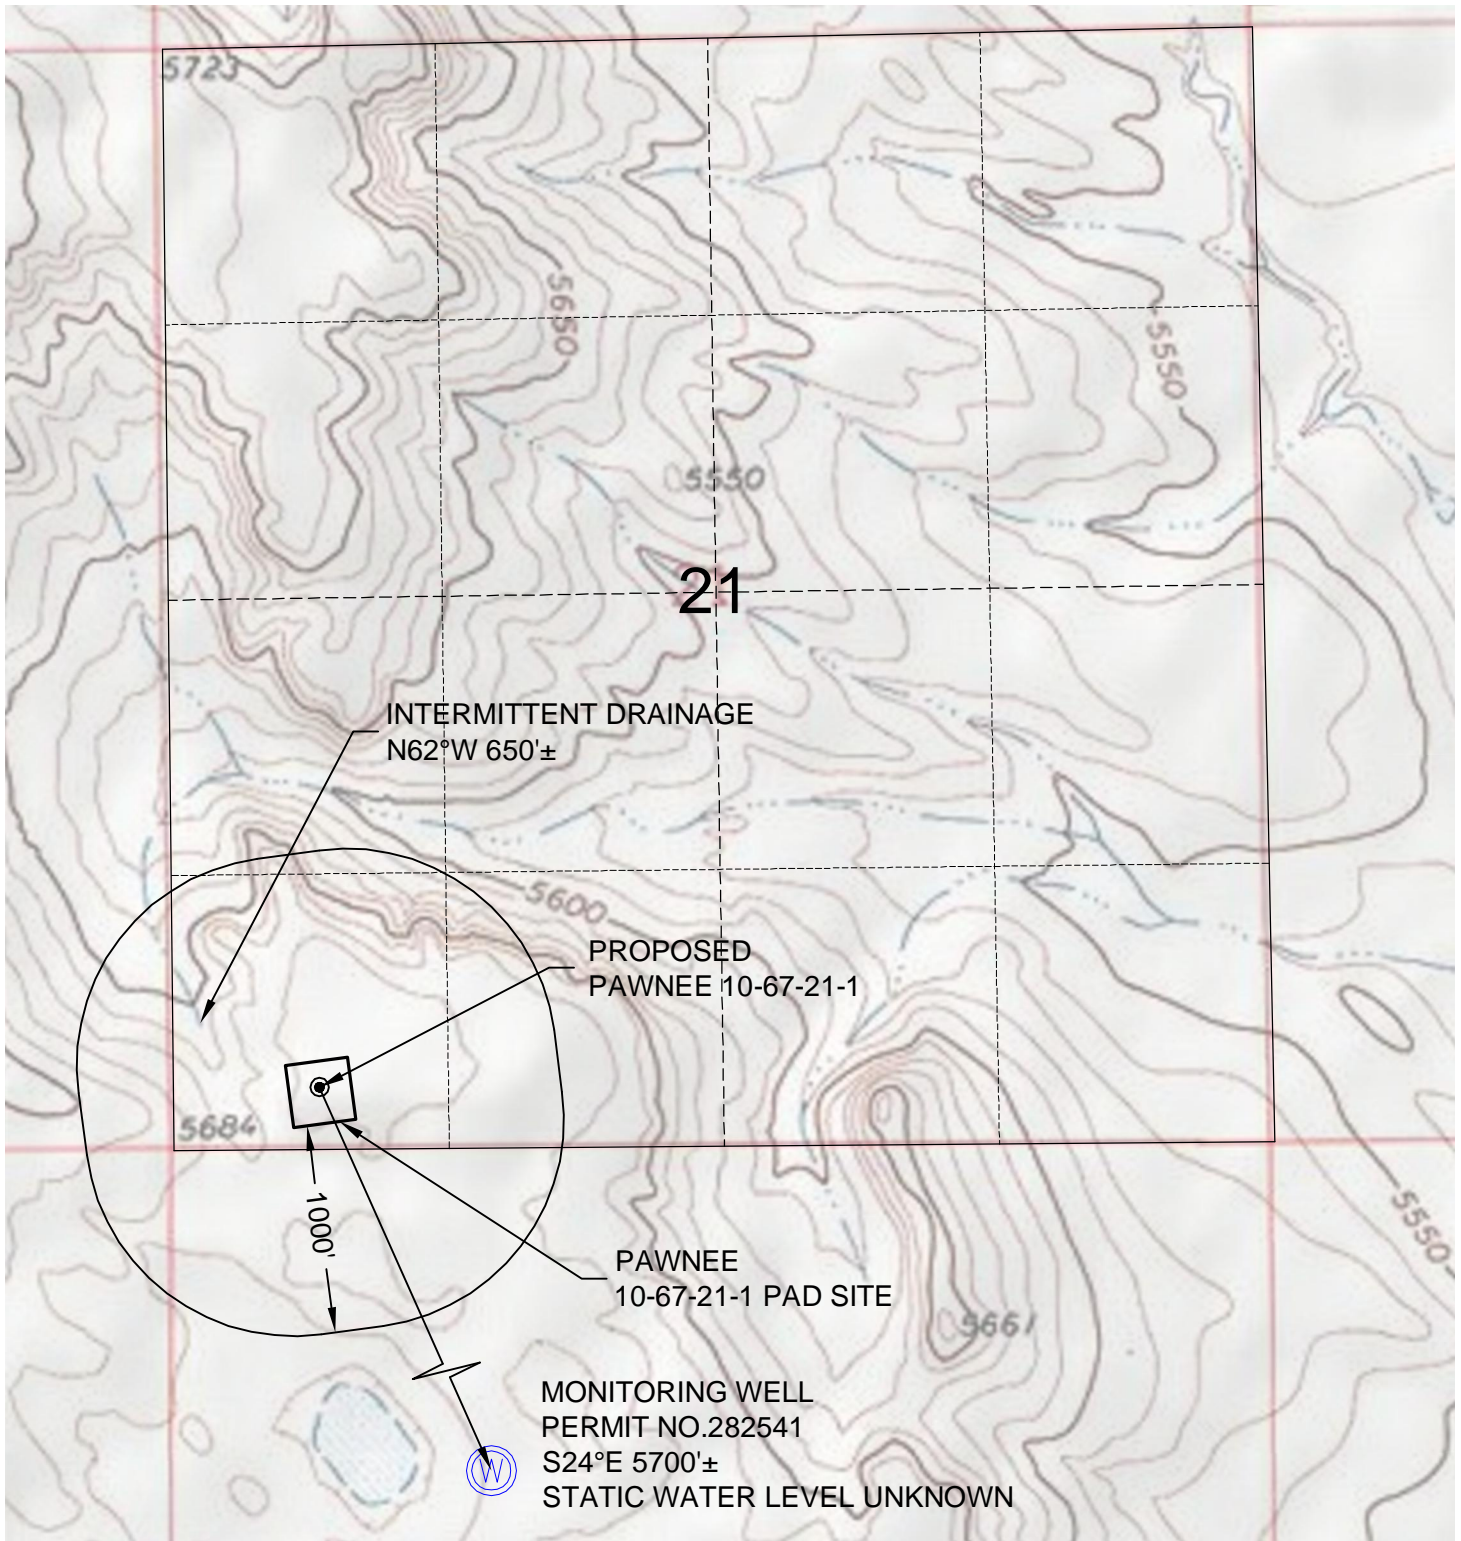 5723
5650
5550
5550
21
INTERMITTENT DRAINAGE
N62°W 650'±
5600
PROPOSED
PAWNEE 10-67-21-1
5684
1000'
5550
PAWNEE
10-67-21-1 PAD SITE
5661
MONITORING WELL
PERMIT NO.282541
S24°E 5700'±
STATIC WATER LEVEL UNKNOWN
W